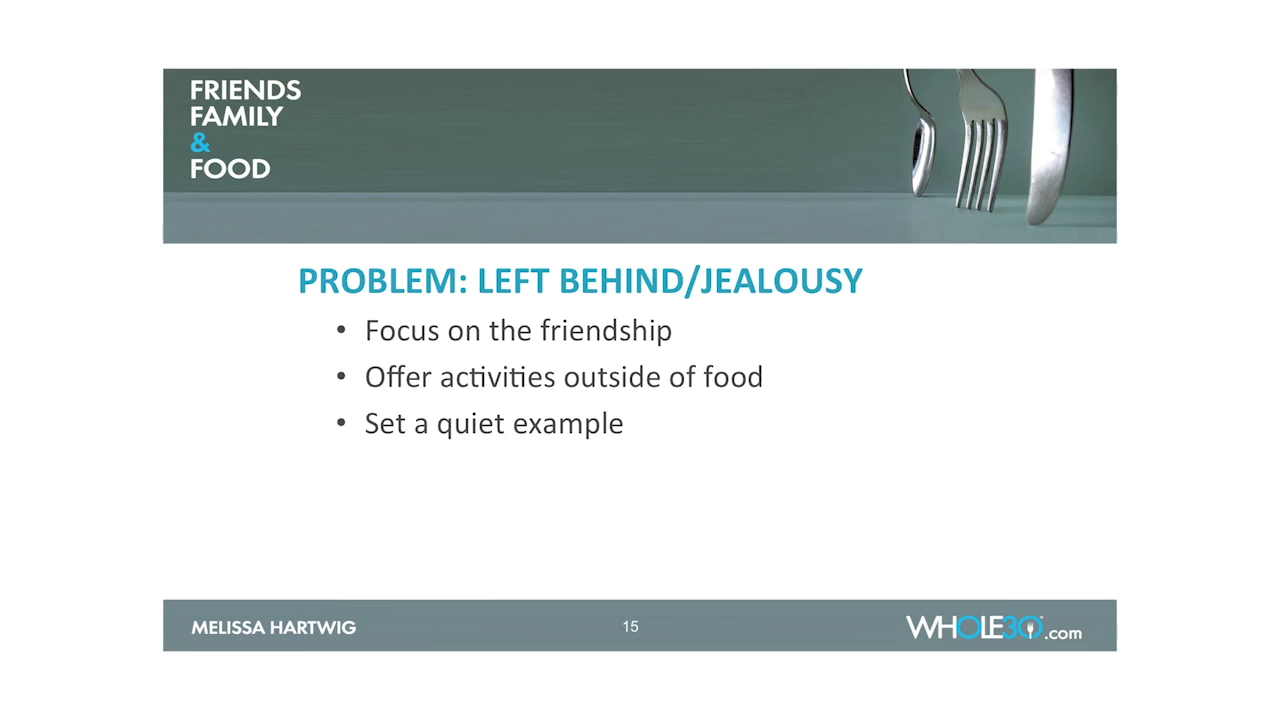 FRIENDS
FAMILY
&
FOOD
PROBLEM: LEFT BEHIND/JEALOUSY
• Focus on the friendship
• Offer activities outside of food
• Set a quiet example
MELISSA HARTWIG
15
WHOLE30.com